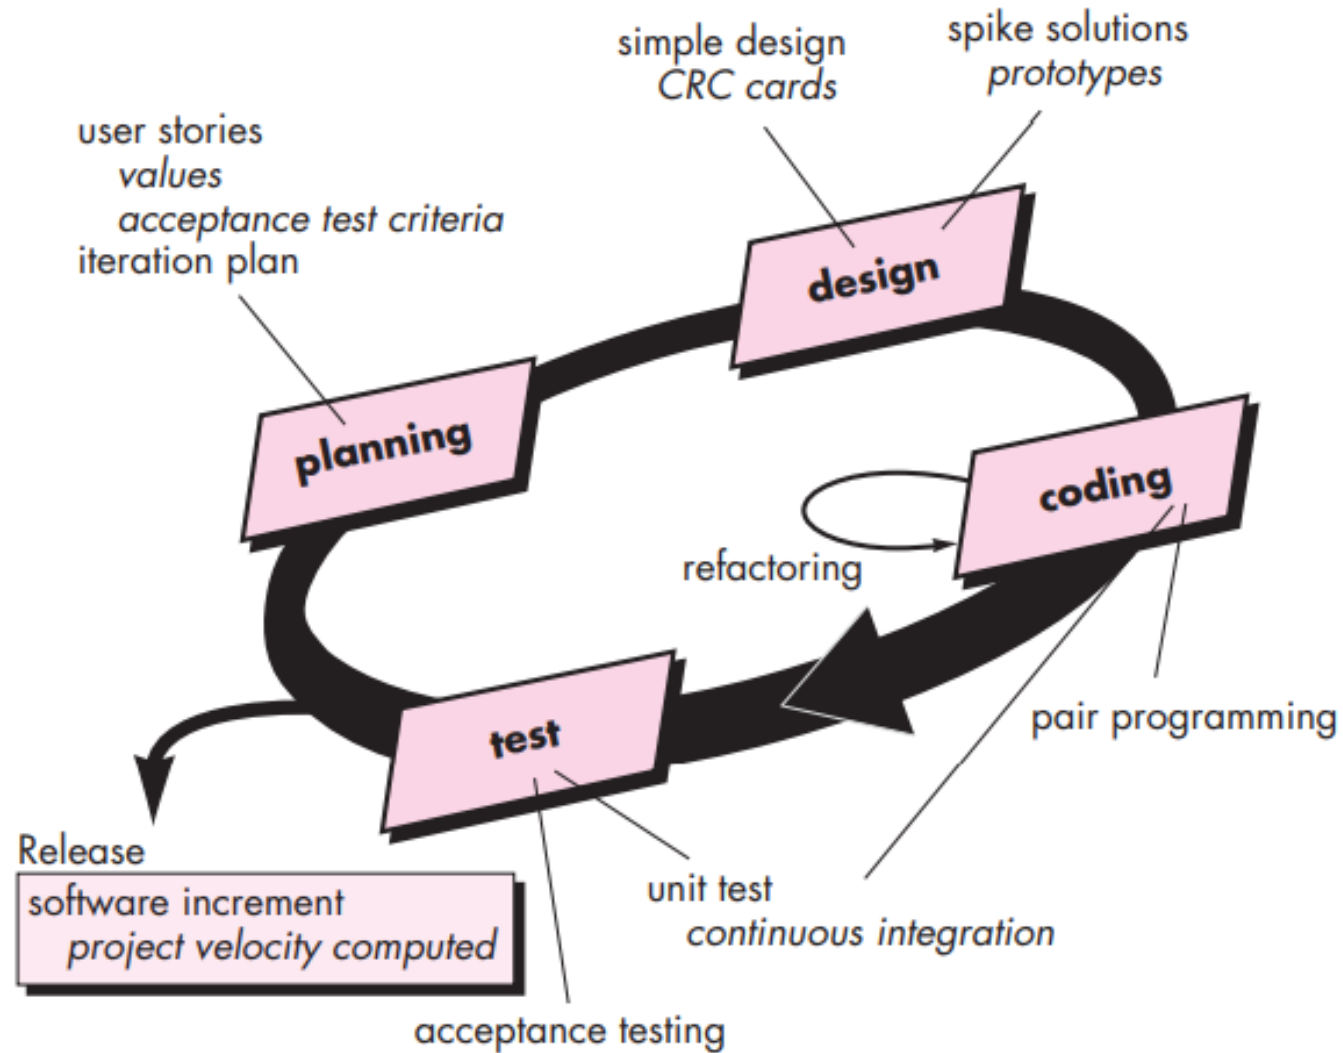 simple design
CRC cards
spike solutions
prototypes
user stories
values
acceptance test criteria
iteration plan
design
planning
coding
refactoring
test
pair programming
Release
software increment
project velocity computed
unit test
continuous integration
acceptance testing